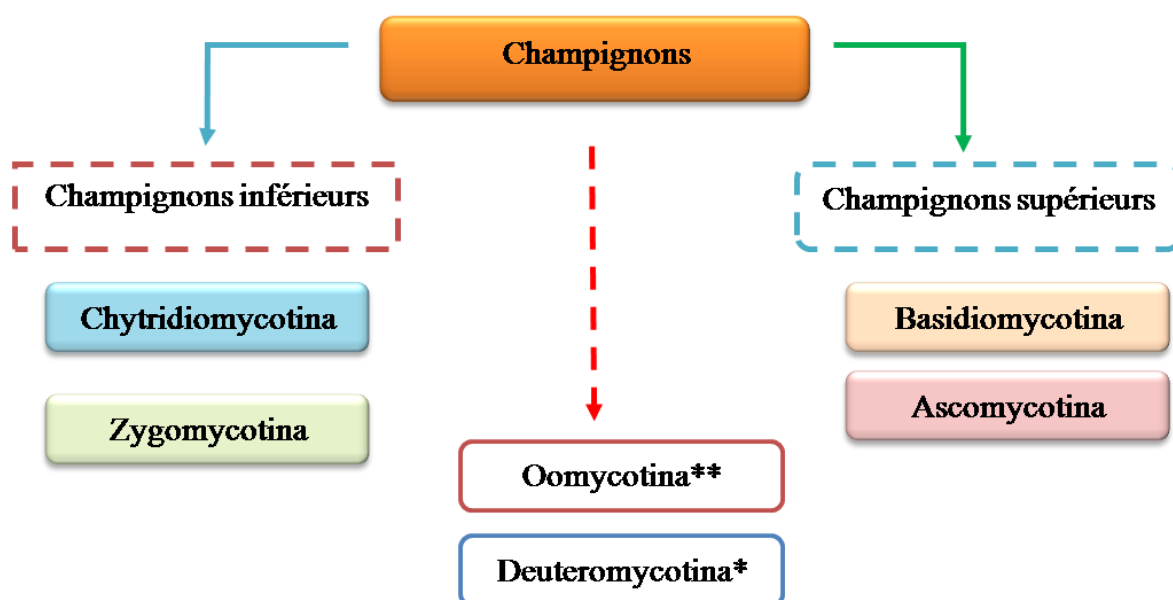 Champignons
Champignons inférieurs
Champignons supérieurs
Chytridiomycotina
Zygomycotina
Oomycotina**
Deuteromycotina*
Basidiomycotina
Ascomycotina